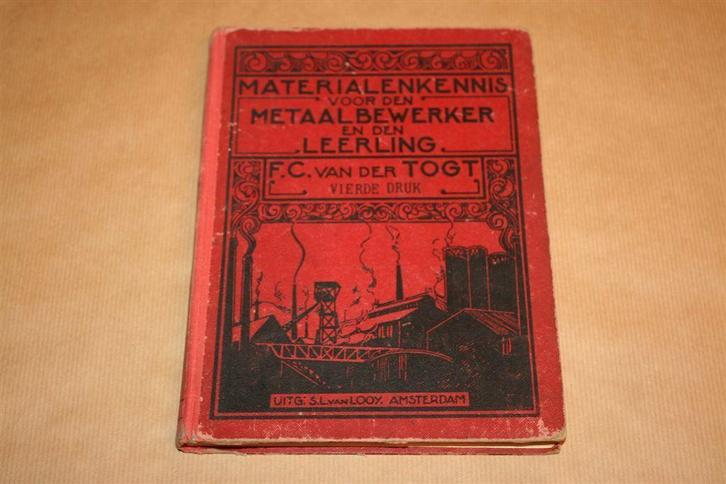 MATERIALENKENNIS
VOOR DEN
METAALBEWERKER
EN DEN
LEERLING.
F.C. VAN DER TOGT
VIERDE DRUK
UITG: S.L. VAN LOOY. AMSTERDAM